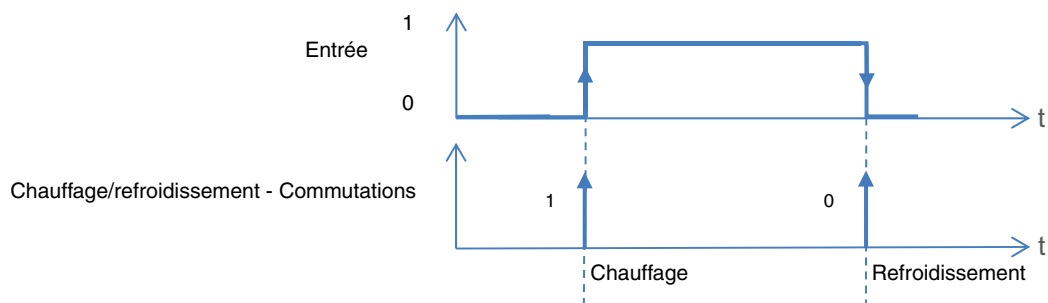 1
Entrée
0
t
Chauffage/refroidissement - Commutations
1
0
t
Chauffage
Refroidissement